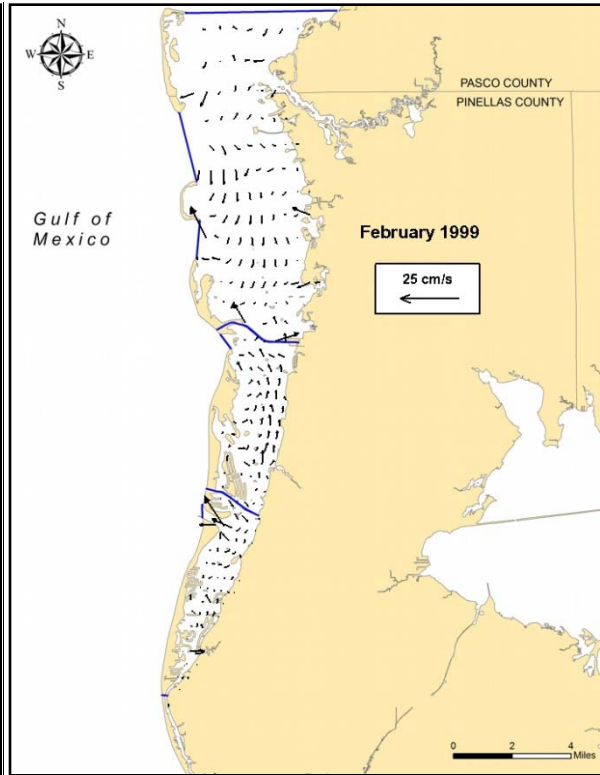 N
W E
S
PASCO COUNTY
PINELLAS COUNTY
Gulf of
Mexico
February 1999
25 cm/s
0 2 4
Miles